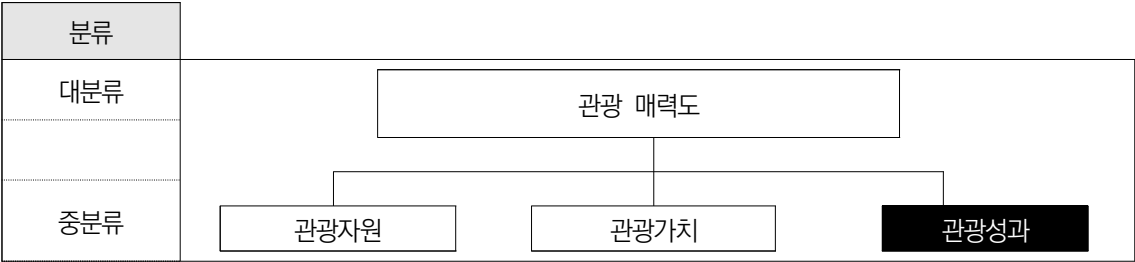 분류
대분류
관광 매력도
중분류
관광자원
관광가치
관광성과